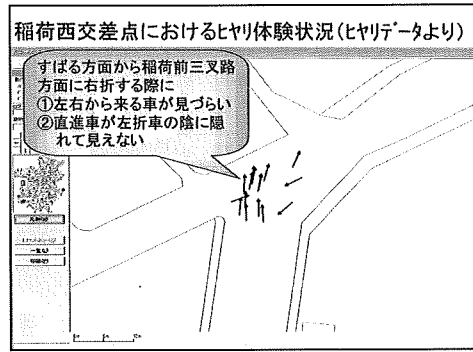 稲荷西交差点におけるヒヤリ体験状況(ヒヤリデータより)
すばる方面から稲荷前三叉路
方面に右折する際に
①左右から来る車が見づらい
②直進車が左折車の陰に隠
れて見えない